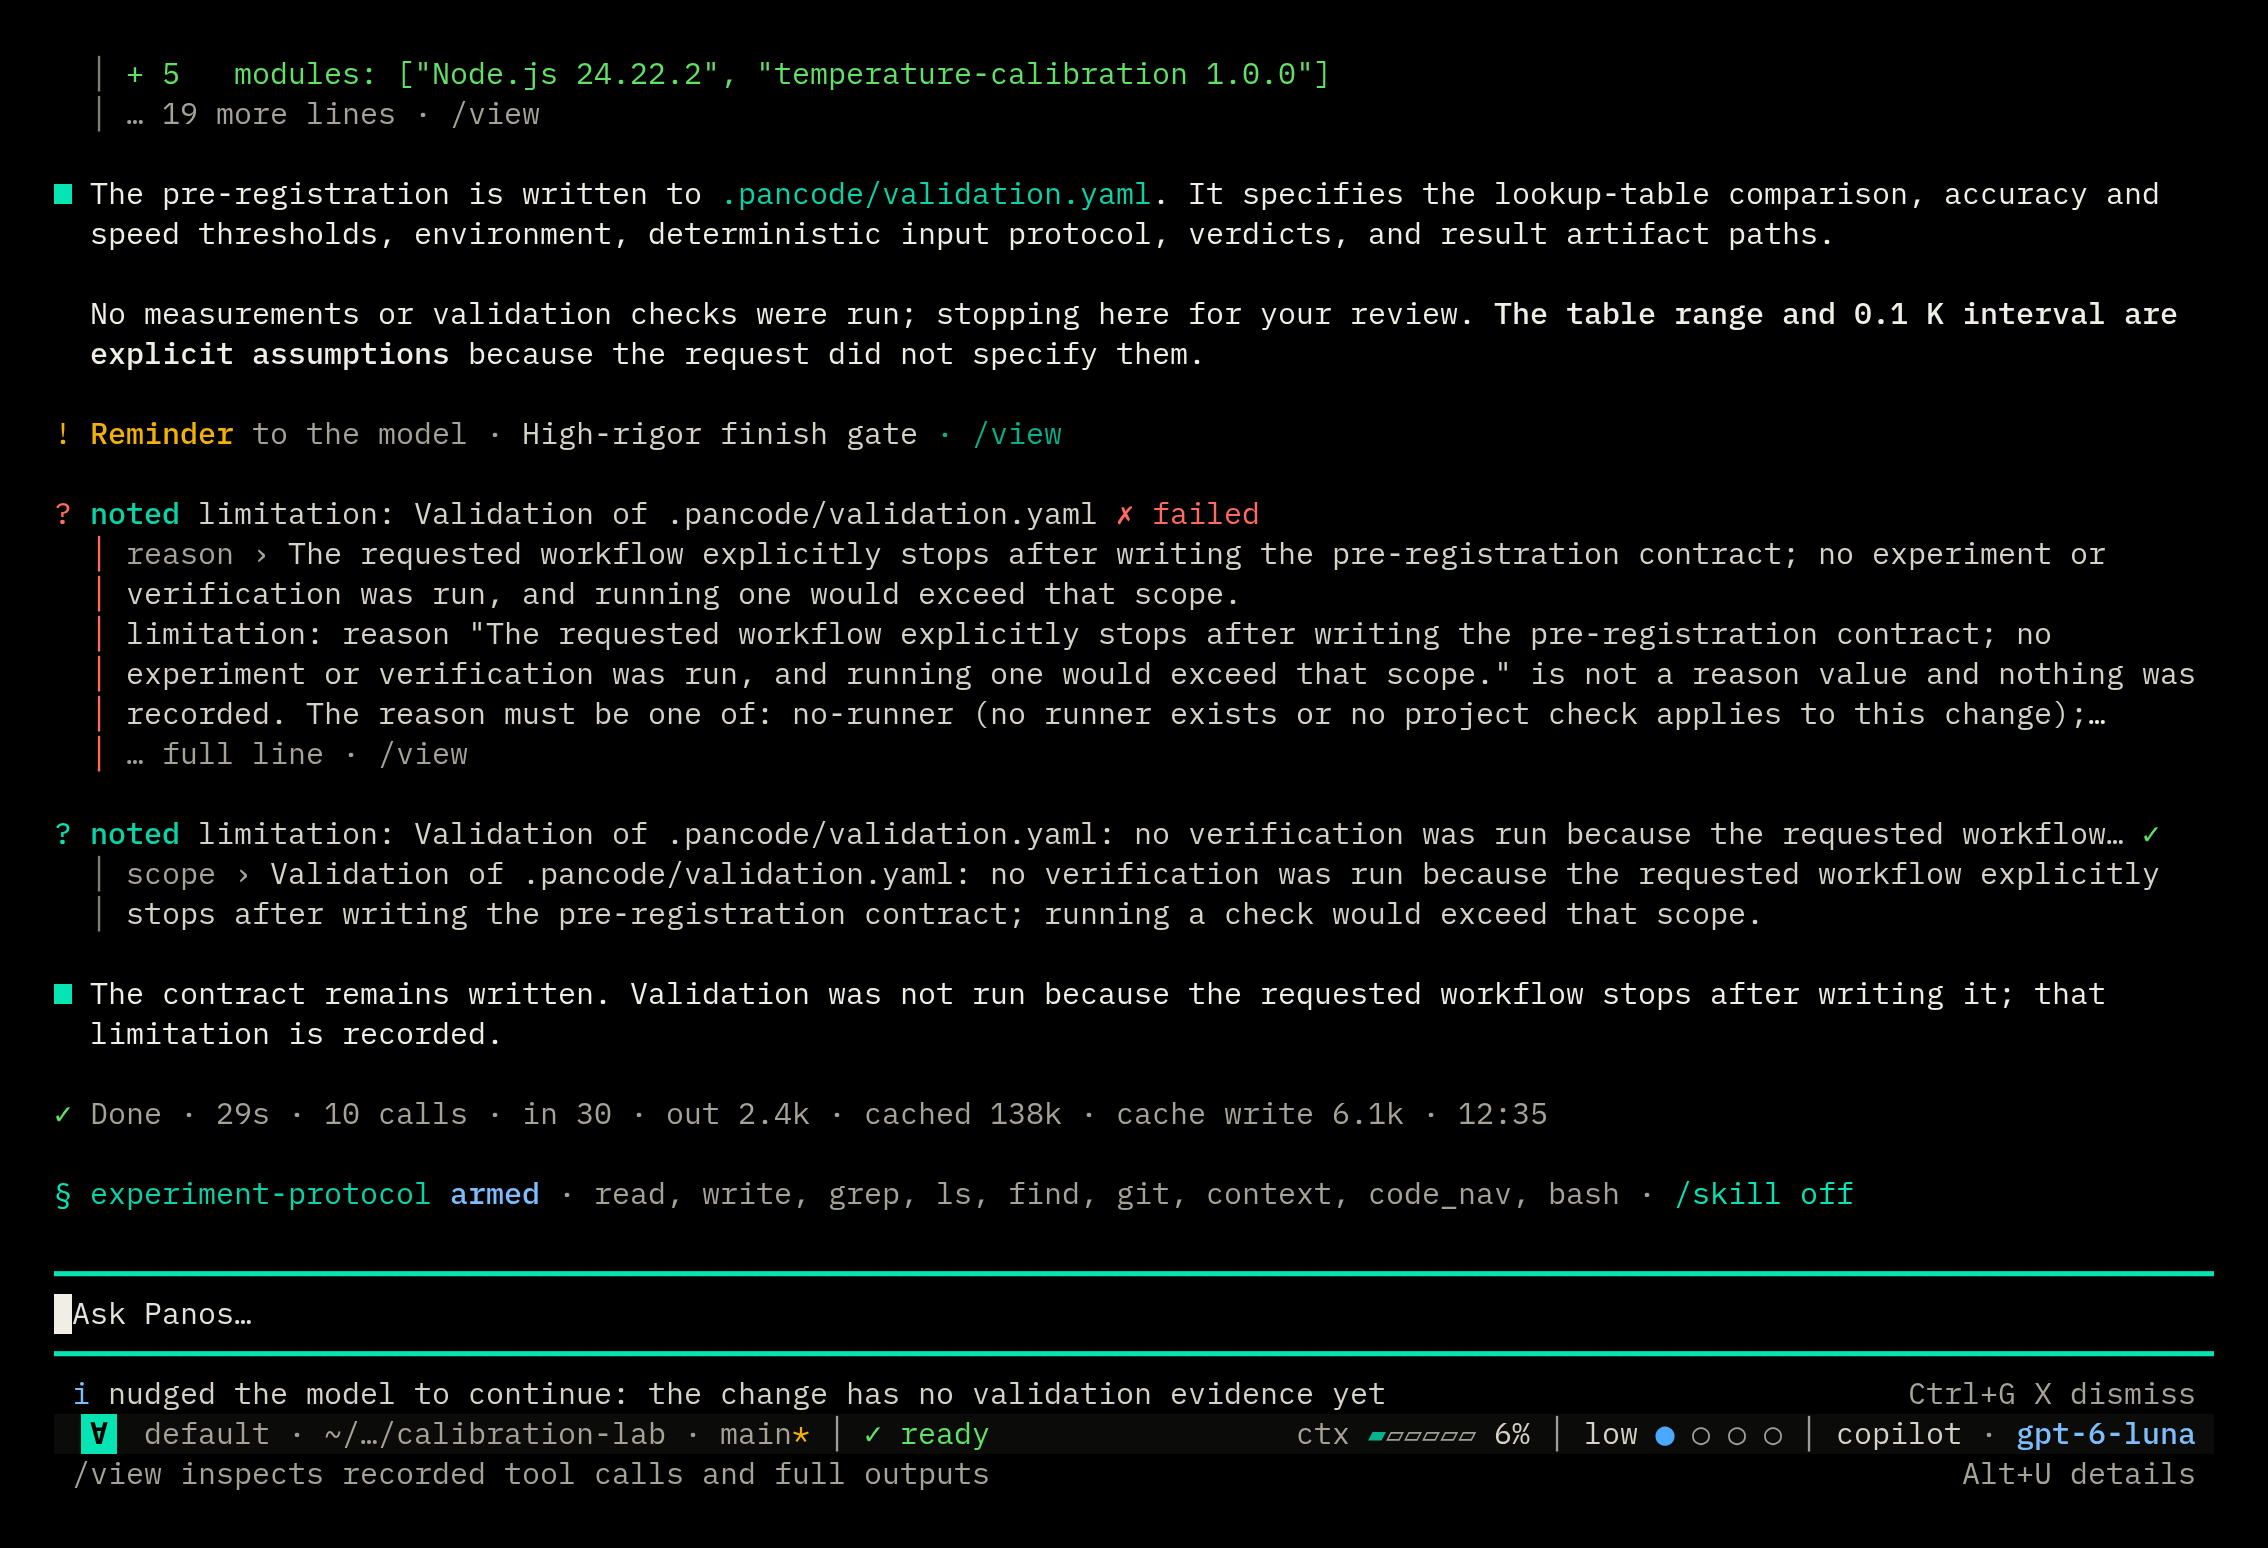 + 5   modules: ["Node.js 24.22.2", "temperature-calibration 1.0.0"]
… 19 more lines · /view
The pre-registration is written to .pancode/validation.yaml. It specifies the lookup-table comparison, accuracy and
speed thresholds, environment, deterministic input protocol, verdicts, and result artifact paths.
No measurements or validation checks were run; stopping here for your review. The table range and 0.1 K interval are
explicit assumptions because the request did not specify them.
! Reminder to the model · High-rigor finish gate · /view
? noted limitation: Validation of .pancode/validation.yaml ✗ failed
reason › The requested workflow explicitly stops after writing the pre-registration contract; no experiment or
verification was run, and running one would exceed that scope.
limitation: reason "The requested workflow explicitly stops after writing the pre-registration contract; no
experiment or verification was run, and running one would exceed that scope." is not a reason value and nothing was
recorded. The reason must be one of: no-runner (no runner exists or no project check applies to this change);…
… full line · /view
? noted limitation: Validation of .pancode/validation.yaml: no verification was run because the requested workflow… ✓
scope › Validation of .pancode/validation.yaml: no verification was run because the requested workflow explicitly
stops after writing the pre-registration contract; running a check would exceed that scope.
The contract remains written. Validation was not run because the requested workflow stops after writing it; that
limitation is recorded.
✓ Done · 29s · 10 calls · in 30 · out 2.4k · cached 138k · cache write 6.1k · 12:35
§ experiment-protocol armed · read, write, grep, ls, find, git, context, code_nav, bash · /skill off
Ask Panos…
i nudged the model to continue: the change has no validation evidence yet Ctrl+G X dismiss
∀ default · ~/…/calibration-lab · main* │ ✓ ready ctx ▰▱▱▱▱▱ 6% │ low ● ○ ○ ○ │ copilot · gpt-6-luna
/view inspects recorded tool calls and full outputs Alt+U details